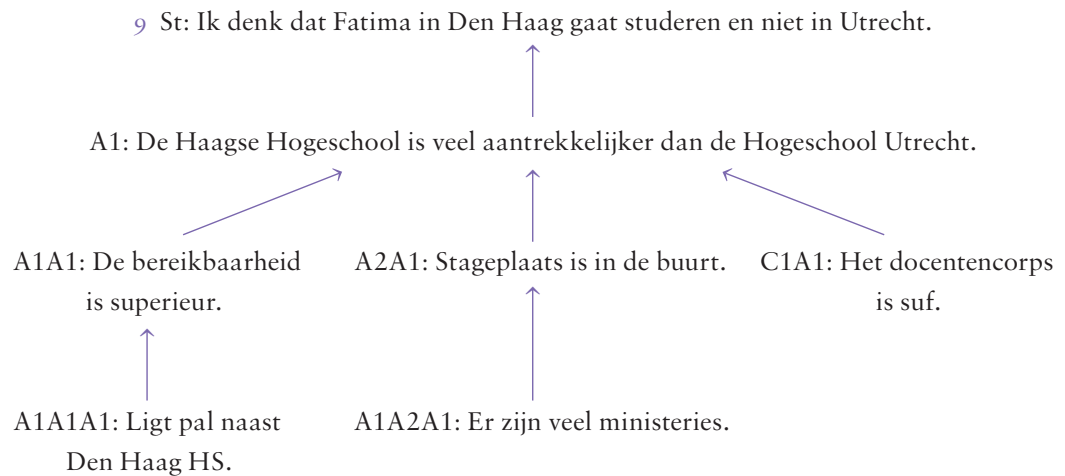 9 St: Ik denk dat Fatima in Den Haag gaat studeren en niet in Utrecht.
A1: De Haagse Hogeschool is veel aantrekkelijker dan de Hogeschool Utrecht.
A1A1: De bereikbaarheid
is superieur.
A2A1: Stageplaats is in de buurt.
C1A1: Het docentencorps
is suf.
A1A1A1: Ligt pal naast
Den Haag HS.
A1A2A1: Er zijn veel ministeries.